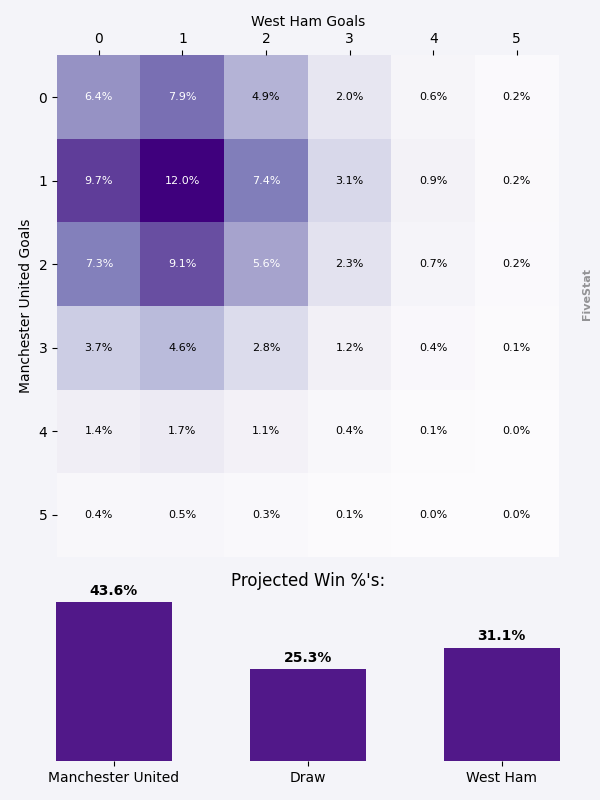 West Ham Goals
0 1 2 3 4 5
0 6.4% 7.9% 4.9% 2.0% 0.6% 0.2%
1 9.7% 12.0% 7.4% 3.1% 0.9% 0.2%
2 7.3% 9.1% 5.6% 2.3% 0.7% 0.2%
3 3.7% 4.6% 2.8% 1.2% 0.4% 0.1%
4 1.4% 1.7% 1.1% 0.4% 0.1% 0.0%
5 0.4% 0.5% 0.3% 0.1% 0.0% 0.0%
Manchester United Goals
FiveStat
Projected Win %'s:
43.6% 25.3% 31.1%
Manchester United Draw West Ham